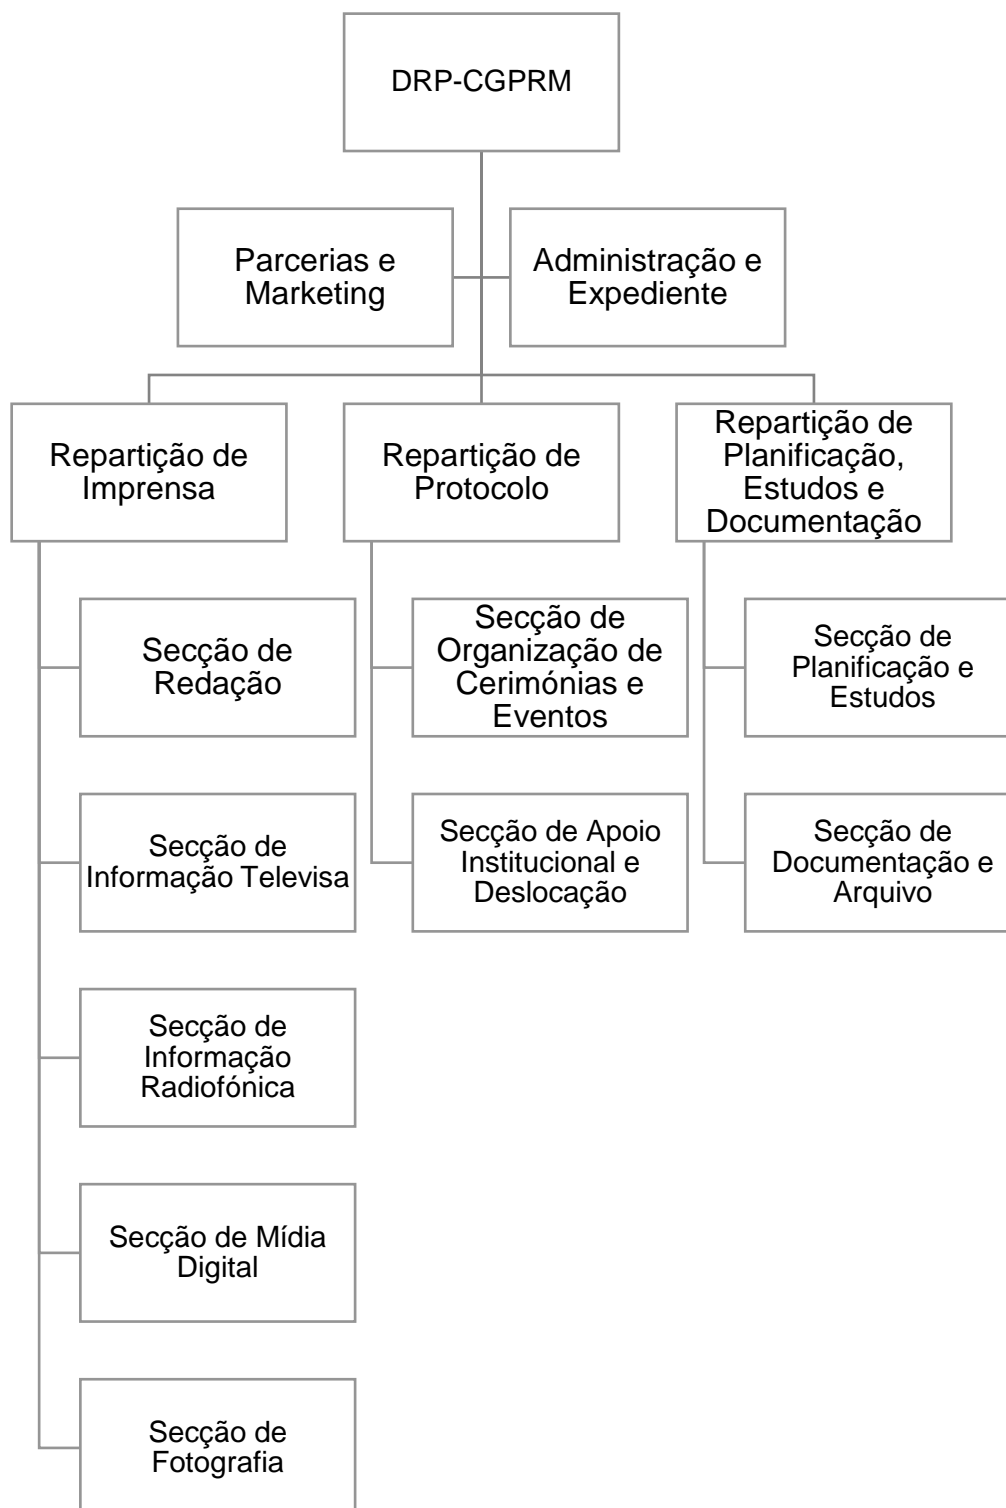 DRP-CGPRM
Parcerias e
Marketing
Administração e
Expediente
Repartição de
Imprensa
Repartição de
Protocolo
Repartição de
Planificação,
Estudos e
Documentação
Secção de
Redação
Secção de
Organização de
Cerimónias e
Eventos
Secção de
Planificação e
Estudos
Secção de
Informação Televisa
Secção de Apoio
Institucional e
Deslocação
Secção de
Documentação e
Arquivo
Secção de
Informação
Radiofónica
Secção de Mídia
Digital
Secção de
Fotografia